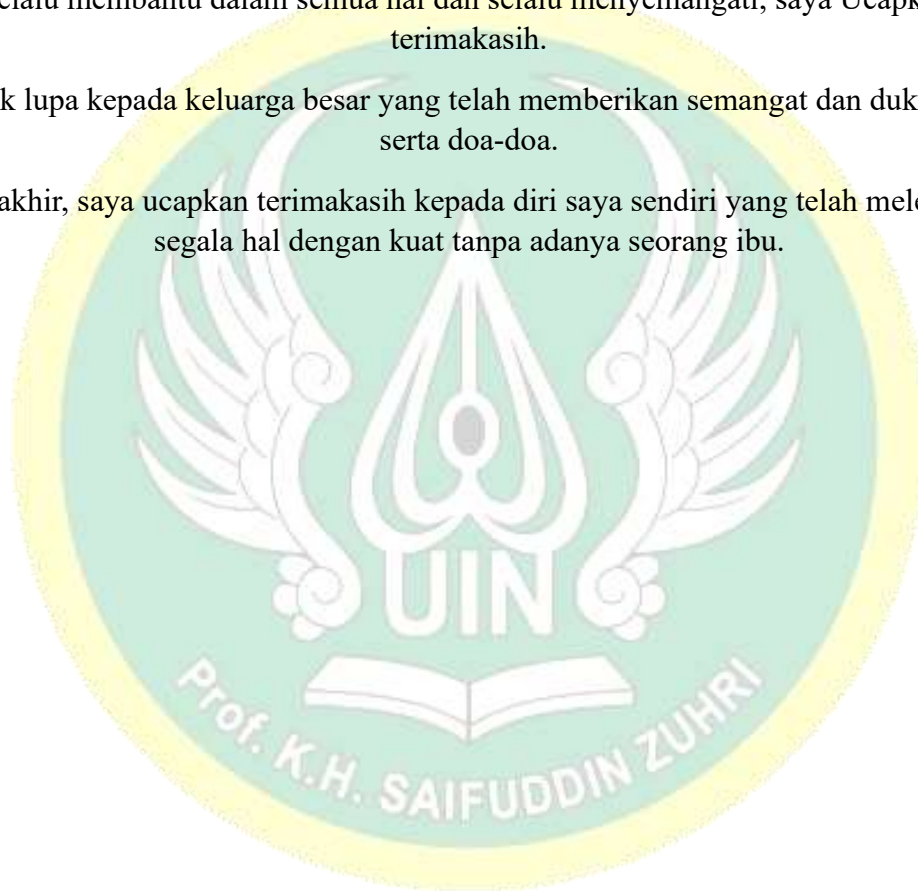 selalu membantu dalam semua hal dan selalu menyemangati, saya Ucapk
terimakasih.
k lupa kepada keluarga besar yang telah memberikan semangat dan duk
serta doa-doa.
akhir, saya ucapkan terimakasih kepada diri saya sendiri yang telah mele
segala hal dengan kuat tanpa adanya seorang ibu.
UIN
Prof. K.H. SAIFUDDIN ZUHRI